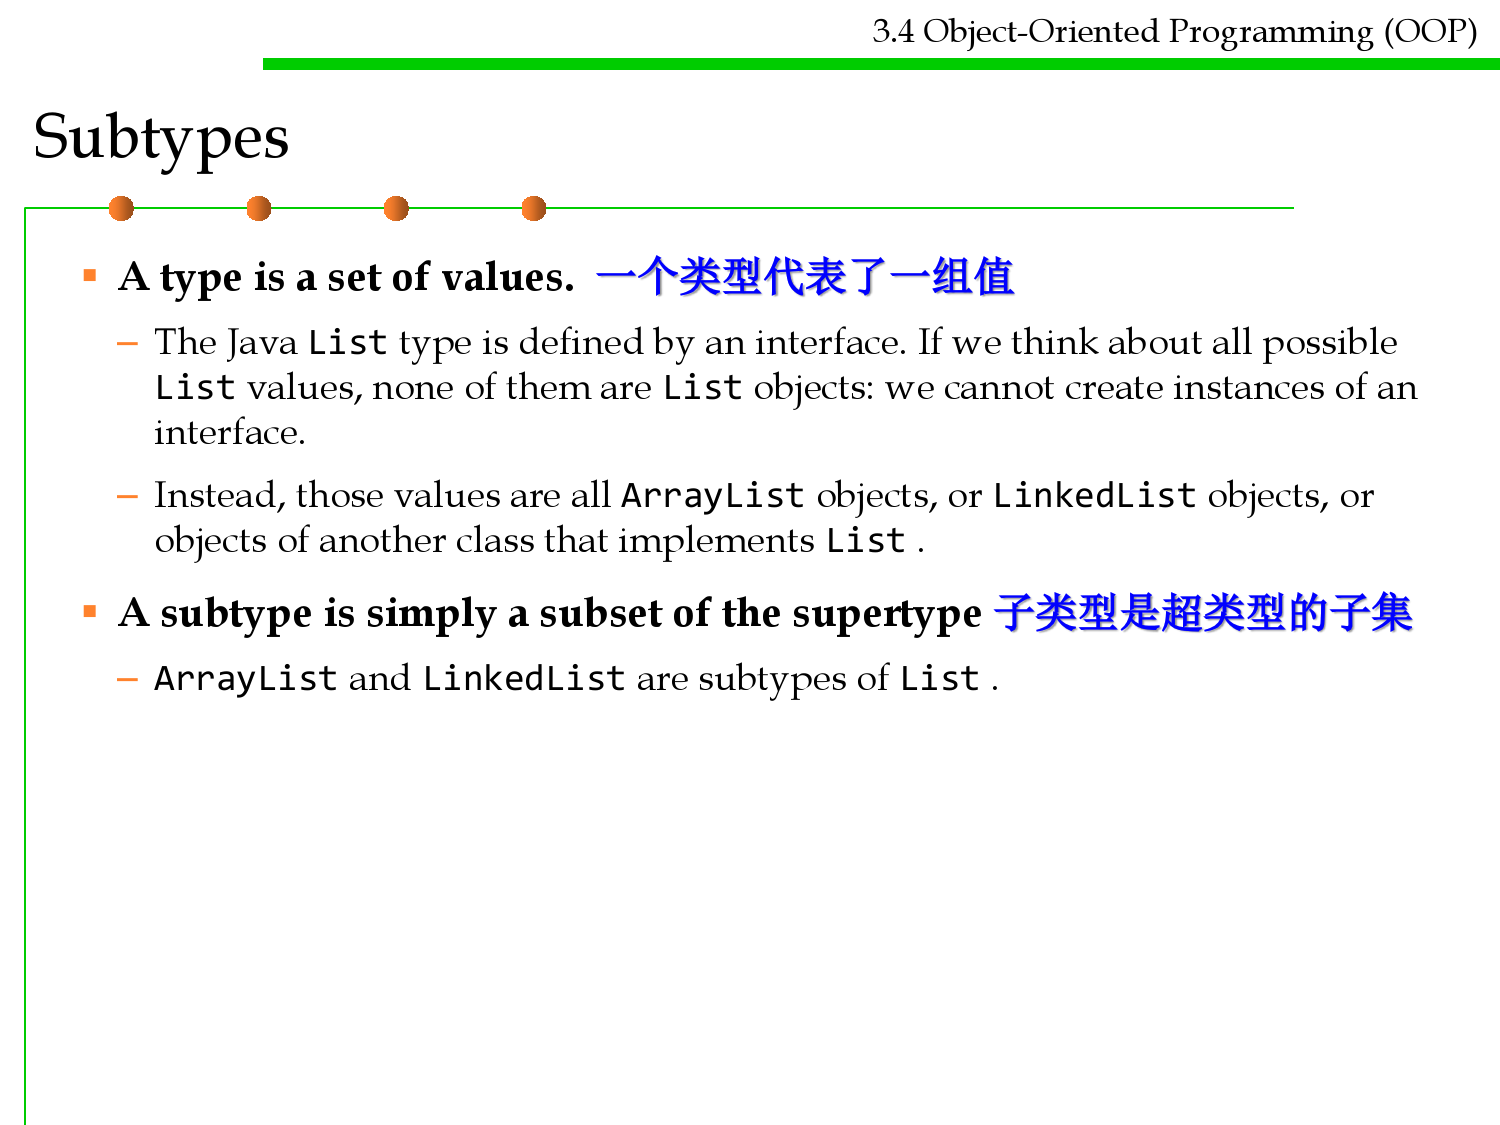 3.4 Object-Oriented Programming (OOP)
Subtypes
▪ A type is a set of values. 一个类型代表了一组值
– The Java List type is defined by an interface. If we think about all possible
List values, none of them are List objects: we cannot create instances of an
interface.
– Instead, those values are all ArrayList objects, or LinkedList objects, or
objects of another class that implements List .
▪ A subtype is simply a subset of the supertype 子类型是超类型的子集
– ArrayList and LinkedList are subtypes of List .